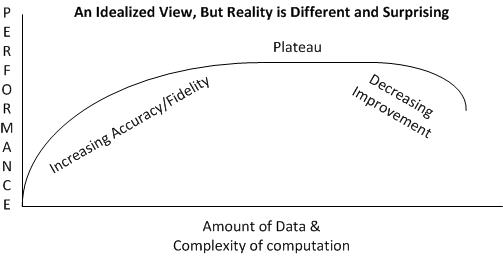 An Idealized View, But Reality is Different and Surprising
PERFORMANCE
Plateau
Increasing Accuracy/Fidelity
Decreasing
Improvement
Amount of Data &
Complexity of computation